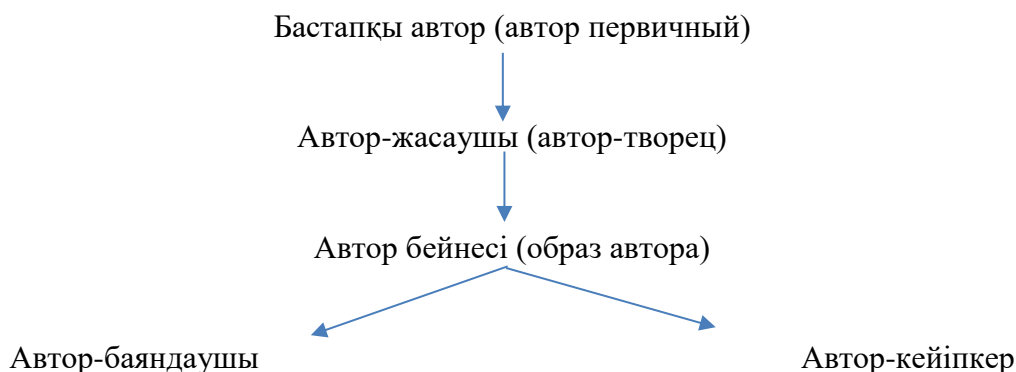 Бастапқы автор (автор первичный)
Автор-жасаушы (автор-творец)
Автор бейнесі (образ автора)
Автор-баяндаушы Автор-кейіпкер